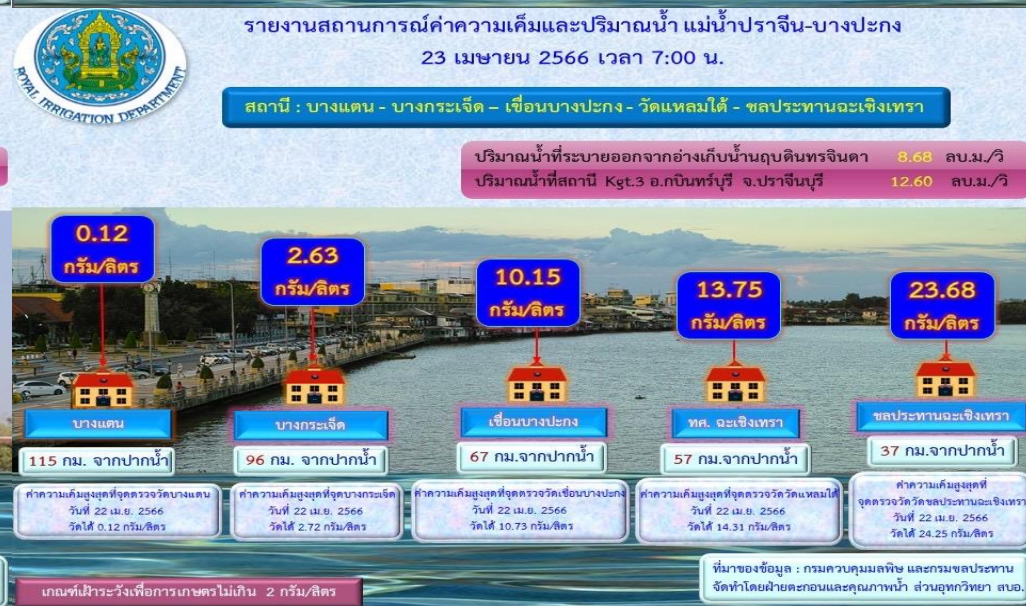 รายงานสถานการณ์ค่าความเค็มและปริมาณน้ำ แม่น้ำปราจีน-บางปะกง
23 เมษายน 2566 เวลา 7:00 น.
ROYAL IRRIGATION DEPARTMENT
สถานี : บางแตน - บางกระเจ็ด – เขื่อนบางปะกง - วัดแหลมใต้ - ชลประทานฉะเชิงเทรา
ปริมาณน้ำที่ระบายออกจากอ่างเก็บน้ำนฤบดินทรจินดา 8.68 ลบ.ม./วิ
ปริมาณน้ำที่สถานี Kgt.3 อ.กบินทร์บุรี จ.ปราจีนบุรี 12.60 ลบ.ม./วิ
0.12
กรัม/ลิตร
2.63
กรัม/ลิตร
10.15
กรัม/ลิตร
13.75
กรัม/ลิตร
23.68
กรัม/ลิตร
บางแตน
บางกระเจ็ด
เขื่อนบางปะกง
ทศ. ฉะเชิงเทรา
ชลประทานฉะเชิงเทรา
115 กม. จากปากน้ำ
96 กม. จากปากน้ำ
67 กม.จากปากน้ำ
57 กม.จากปากน้ำ
37 กม.จากปากน้ำ
ค่าความเค็มสูงสุดที่จุดตรวจวัดบางแตน
วันที่ 22 เม.ย. 2566
วัดได้ 0.12 กรัม/ลิตร
ค่าความเค็มสูงสุดที่จุดบางกระเจ็ด
วันที่ 22 เม.ย. 2566
วัดได้ 2.72 กรัม/ลิตร
ค่าความเค็มสูงสุดที่จุดตรวจวัดเขื่อนบางปะกง
วันที่ 22 เม.ย. 2566
วัดได้ 10.73 กรัม/ลิตร
ค่าความเค็มสูงสุดที่จุดตรวจวัดวัดแหลมใต้
วันที่ 22 เม.ย. 2566
วัดได้ 14.31 กรัม/ลิตร
ค่าความเค็มสูงสุดที่
จุดตรวจวัดวัดชลประทานฉะเชิงเทรา
วันที่ 22 เม.ย. 2566
วัดได้ 24.25 กรัม/ลิตร
เกณฑ์เฝ้าระวังเพื่อการเกษตรไม่เกิน 2 กรัม/ลิตร
ที่มาของข้อมูล : กรมควบคุมมลพิษ และกรมชลประทาน
จัดทำโดยฝ่ายตะกอนและคุณภาพน้ำ ส่วนอุทกวิทยา สบอ.